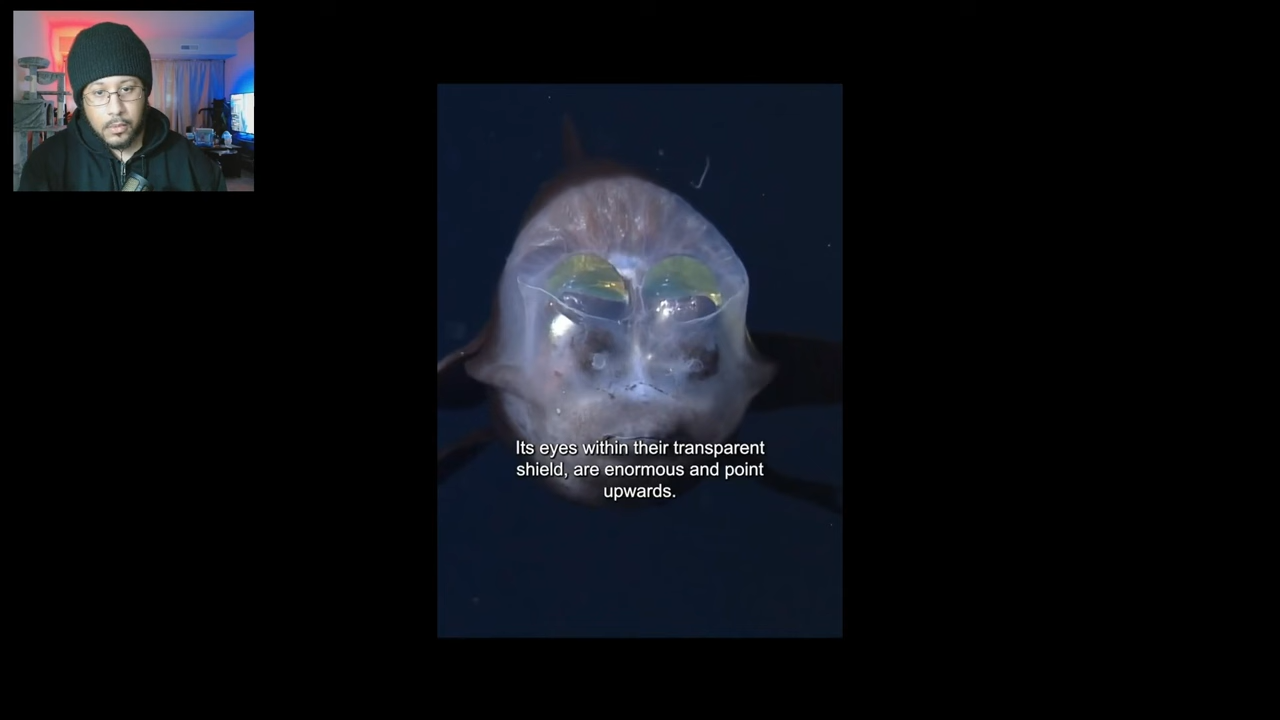 Its eyes within their transparent
shield, are enormous and point
upwards.